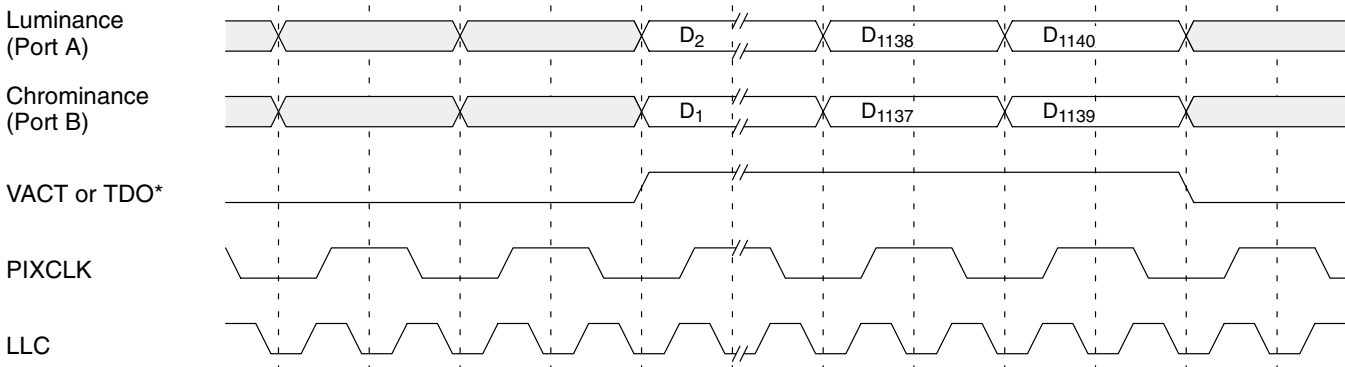 Luminance
(Port A)
D2
D1138
D1140
Chrominance
(Port B)
D1
D1137
D1139
VACT or TDO*
PIXCLK
LLC